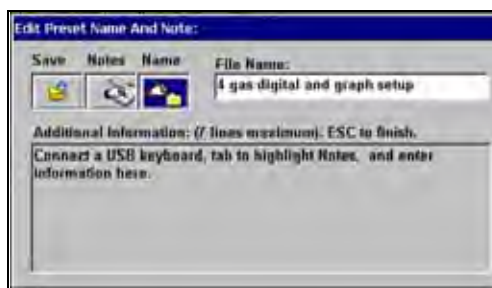 Edit Preset Name And Note:
Save Notes Name File Name:
4 gas digital and graph setup
Additional Information: (7 lines maximum). ESC to finish.
Connect a USB keyboard, tab to highlight Notes, and enter
information here.